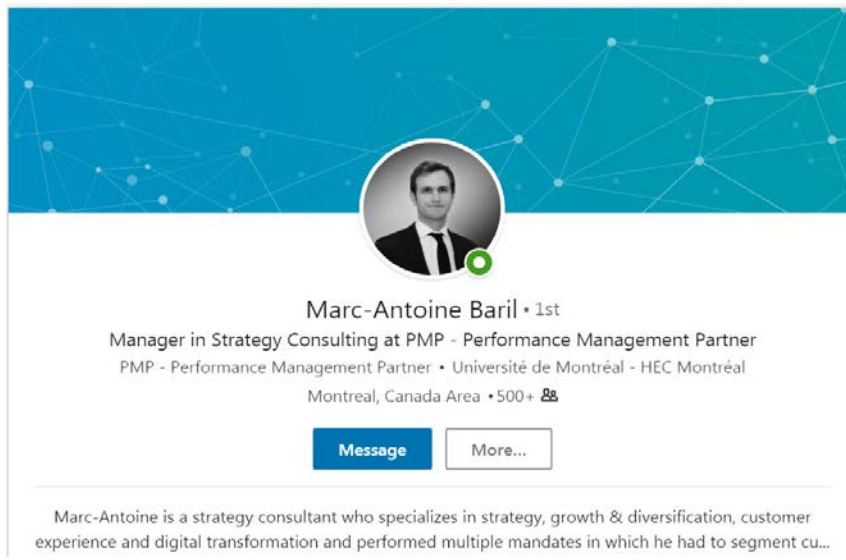 Marc-Antoine Baril • 1st
Manager in Strategy Consulting at PMP - Performance Management Partner
PMP - Performance Management Partner • Université de Montréal - HEC Montréal
Montreal, Canada Area • 500+
Message
More...
Marc-Antoine is a strategy consultant who specializes in strategy, growth & diversification, customer
experience and digital transformation and performed multiple mandates in which he had to segment cu...